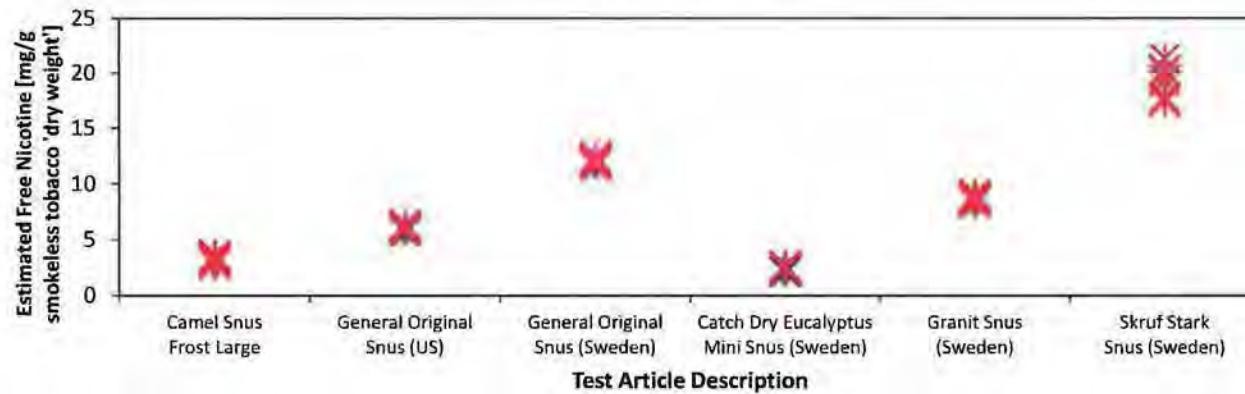 Estimated Free Nicotine [mg/g
smokeless tobacco 'dry weight']
25
20
15
10
5
0
Camel Snus
Frost Large
General Original
Snus (US)
General Original
Snus (Sweden)
Catch Dry Eucalyptus
Mini Snus (Sweden)
Granit Snus
(Sweden)
Skruf Stark
Snus (Sweden)
Test Article Description